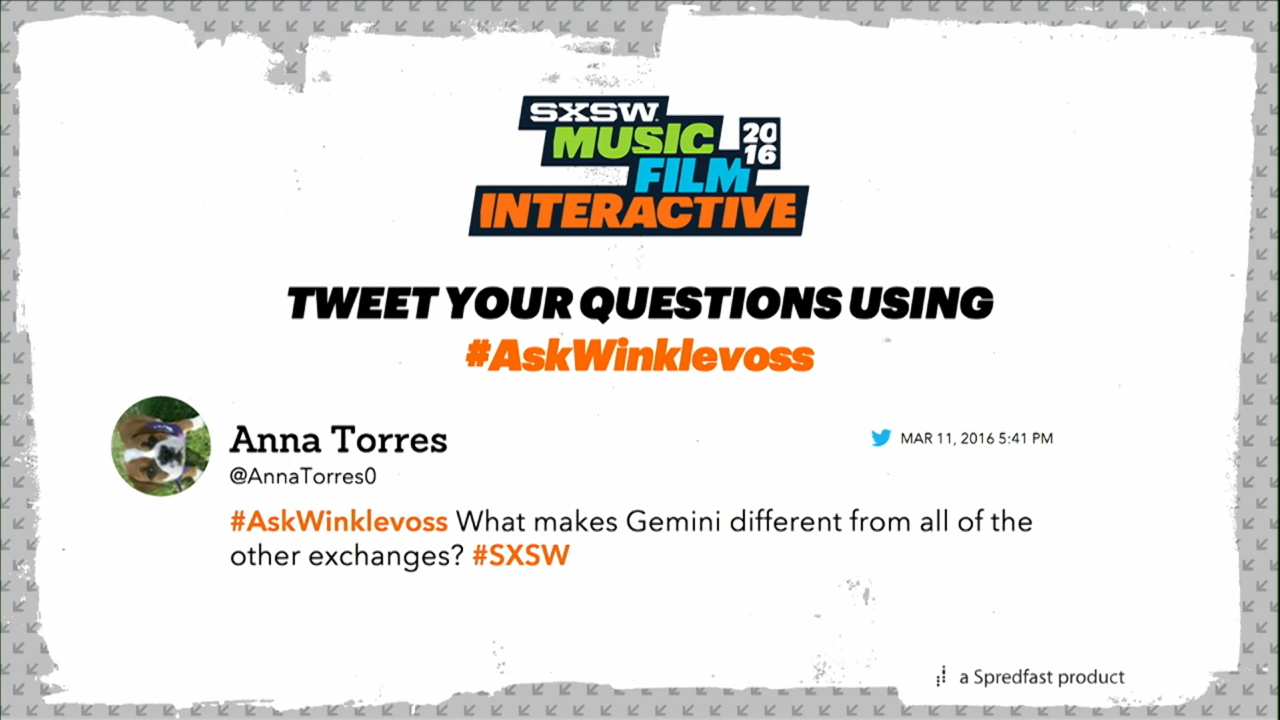 SXSW
MUSIC
2016
FILM
INTERACTIVE
TWEET YOUR QUESTIONS USING
#AskWinklevoss
Anna Torres
MAR 11, 2016 5:41 PM
@AnnaTorres0
#AskWinklevoss What makes Gemini different from all of the
other exchanges? #SXSW
a Spredfast product